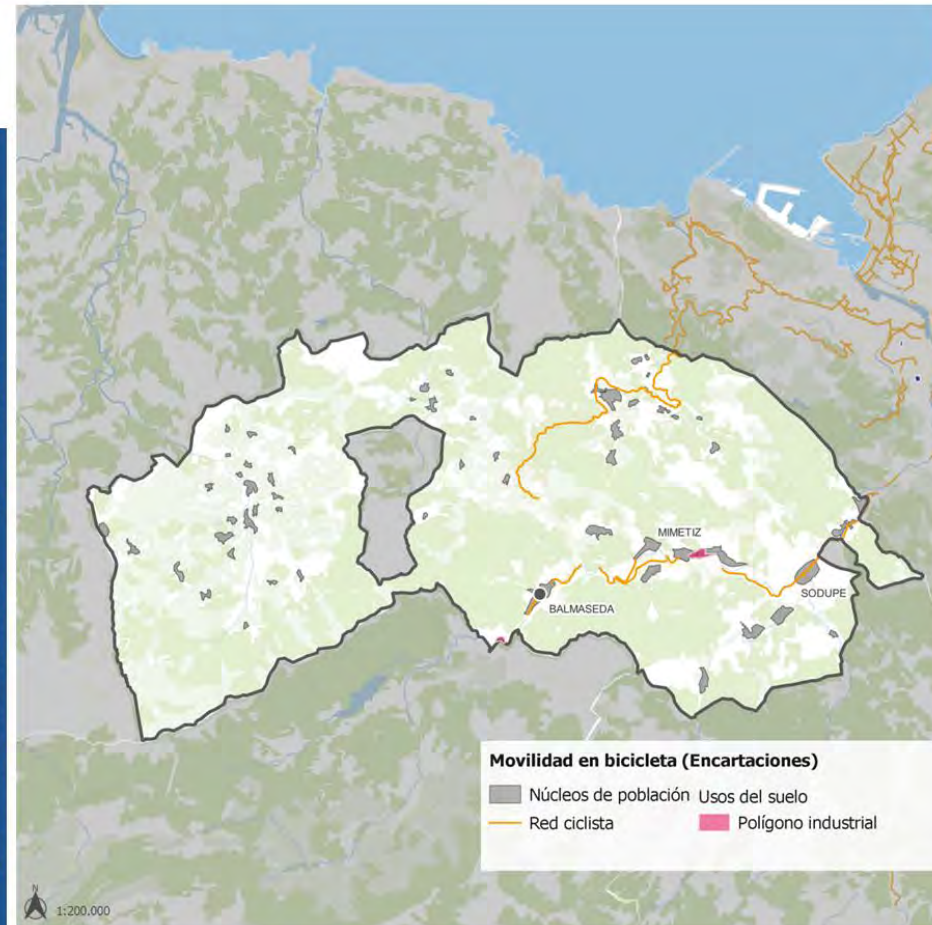 MIMETIZ
SODUPE
BALMASEDA
Movilidad en bicicleta (Encartaciones)
Núcleos de población Usos del suelo
Red ciclista Polígono industrial
N
1:200.000